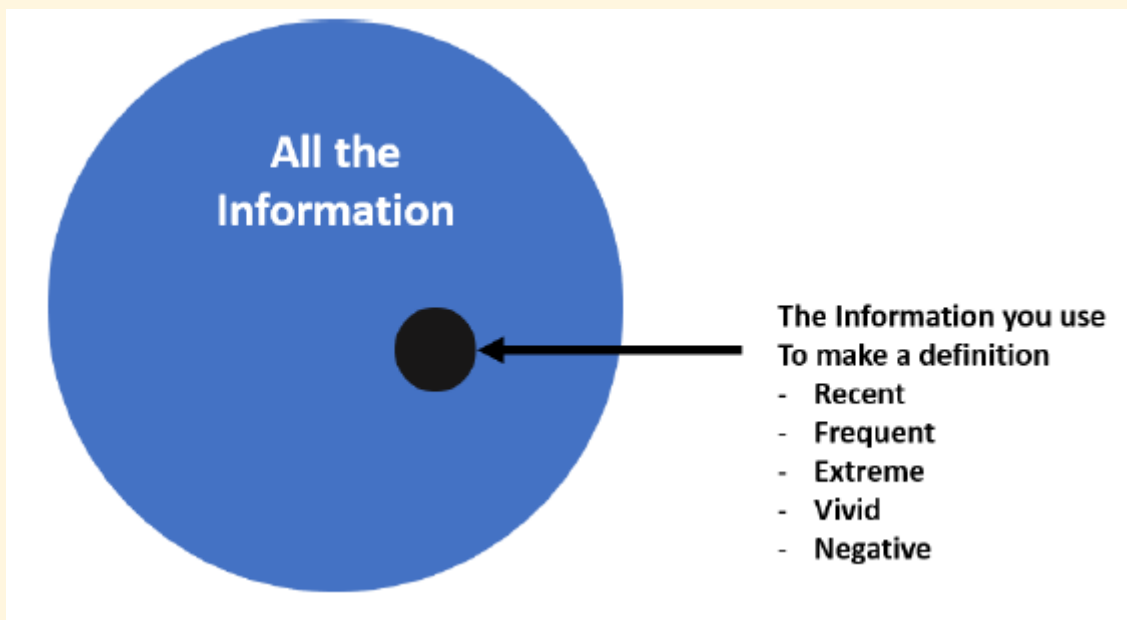 All the
Information
The Information you use
To make a definition
- Recent
- Frequent
- Extreme
- Vivid
- Negative